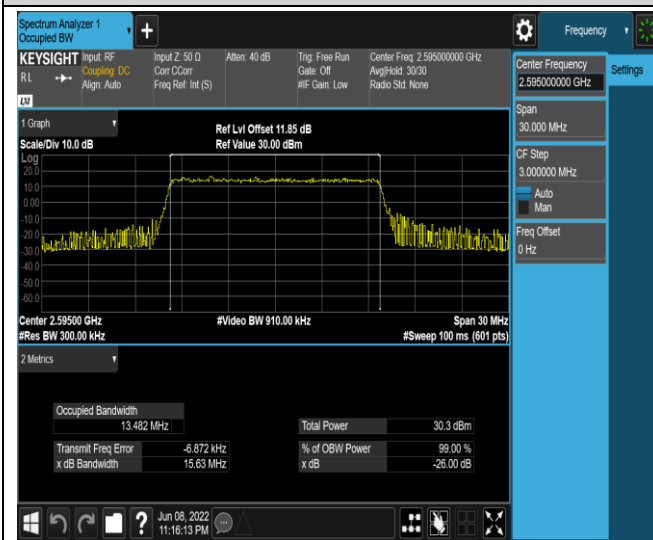 Spectrum Analyzer 1
Occupied BW
+
Frequency
KEYSIGHT
RL
LXI
Input: RF
Coupling: DC
Align: Auto
Input Z: 50 Ω
Corr CCorr
Freq Ref: Int (S)
Atten: 40 dB
Trig: Free Run
Gate: Off
#IF Gain: Low
Center Freq: 2.595000000 GHz
Avg|Hold: 30/30
Radio Std: None
Center Frequency
2.595000000 GHz
Settings
Span
30.000 MHz
CF Step
3.000000 MHz
Auto
Man
Freq Offset
0 Hz
1 Graph
Scale/Div 10.0 dB
Ref Lvl Offset 11.85 dB
Ref Value 30.00 dBm
Log
20.0
10.0
0.00
-10.0
-20.0
-30.0
-40.0
-50.0
-60.0
Center 2.59500 GHz
#Video BW 910.00 kHz
Span 30 MHz
#Res BW 300.00 kHz
#Sweep 100 ms (601 pts)
2 Metrics
Occupied Bandwidth
13.482 MHz
Total Power 30.3 dBm
Transmit Freq Error -6.872 kHz
% of OBW Power 99.00 %
x dB Bandwidth 15.63 MHz
x dB -26.00 dB
?
Jun 08, 2022
11:16:13 PM